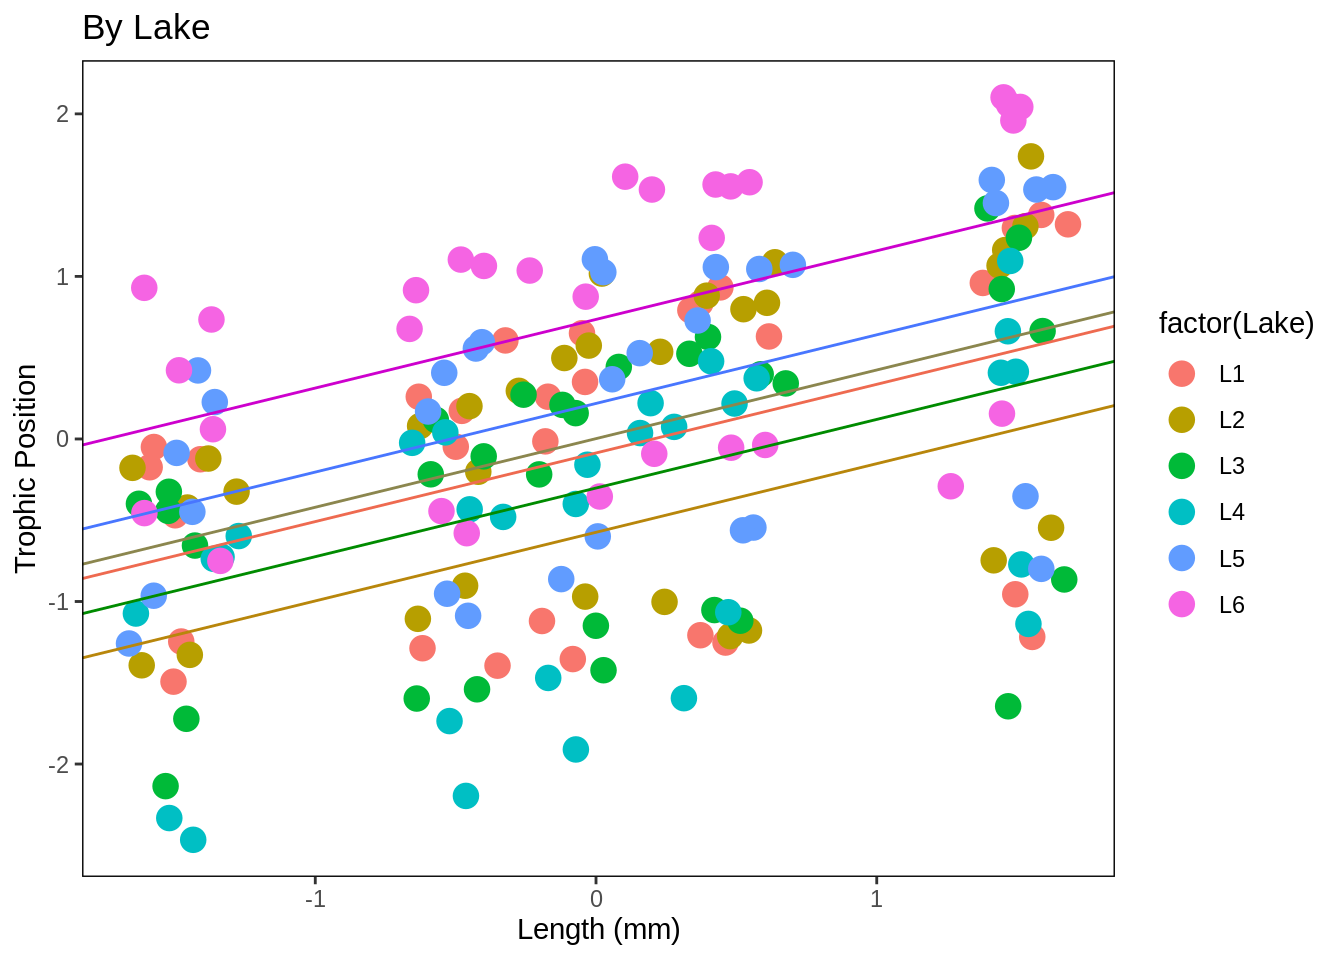 By Lake
Trophic Position
2
1
0
-1
-2
-1
0
1
Length (mm)
factor(Lake)
L1
L2
L3
L4
L5
L6